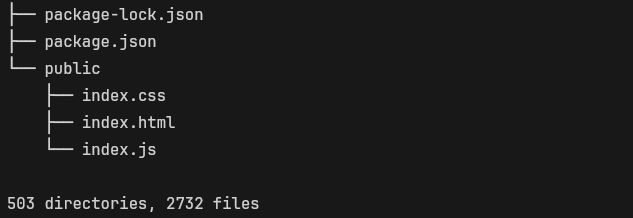 ├── package-lock.json
├── package.json
└── public
    ├── index.css
    ├── index.html
    └── index.js
503 directories, 2732 files